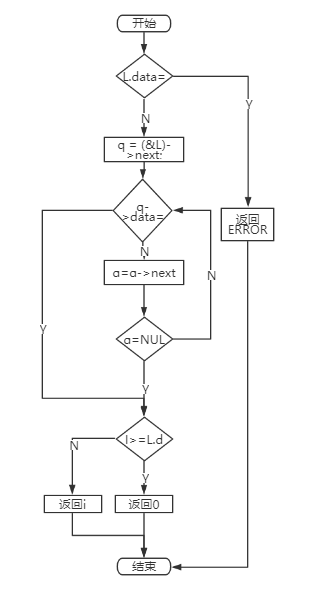 开始
L.data=
Y
N
q = (&L)-
>next;
q-
>data=
返回
ERROR
N
q=q->next
N
Y
q=NUL
Y
I>=L.d
N
Y
返回i
返回0
结束